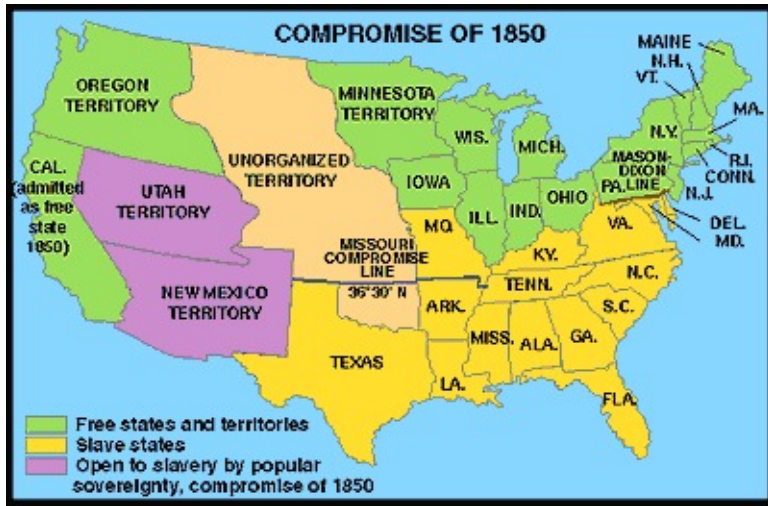 COMPROMISE OF 1850
MAINE
N.H.
VT.
OREGON
TERRITORY
MINNESOTA
TERRITORY
MA.
WIS.
N.Y.
MICH.
R.I.
CONN.
UNORGANIZED
TERRITORY
MASON-
DIXON
LINE
PA.
N.J.
CAL.
(admitted
as free
state
1850)
UTAH
TERRITORY
IOWA
ILL.
IND.
OHIO
DEL.
MD.
MO.
VA.
KY.
MISSOURI
COMPROMISE
LINE
36°30' N
N.C.
TENN.
NEW MEXICO
TERRITORY
ARK.
S.C.
MISS.
ALA.
GA.
TEXAS
LA.
FLA.
Free states and territories
Slave states
Open to slavery by popular
sovereignty, compromise of 1850